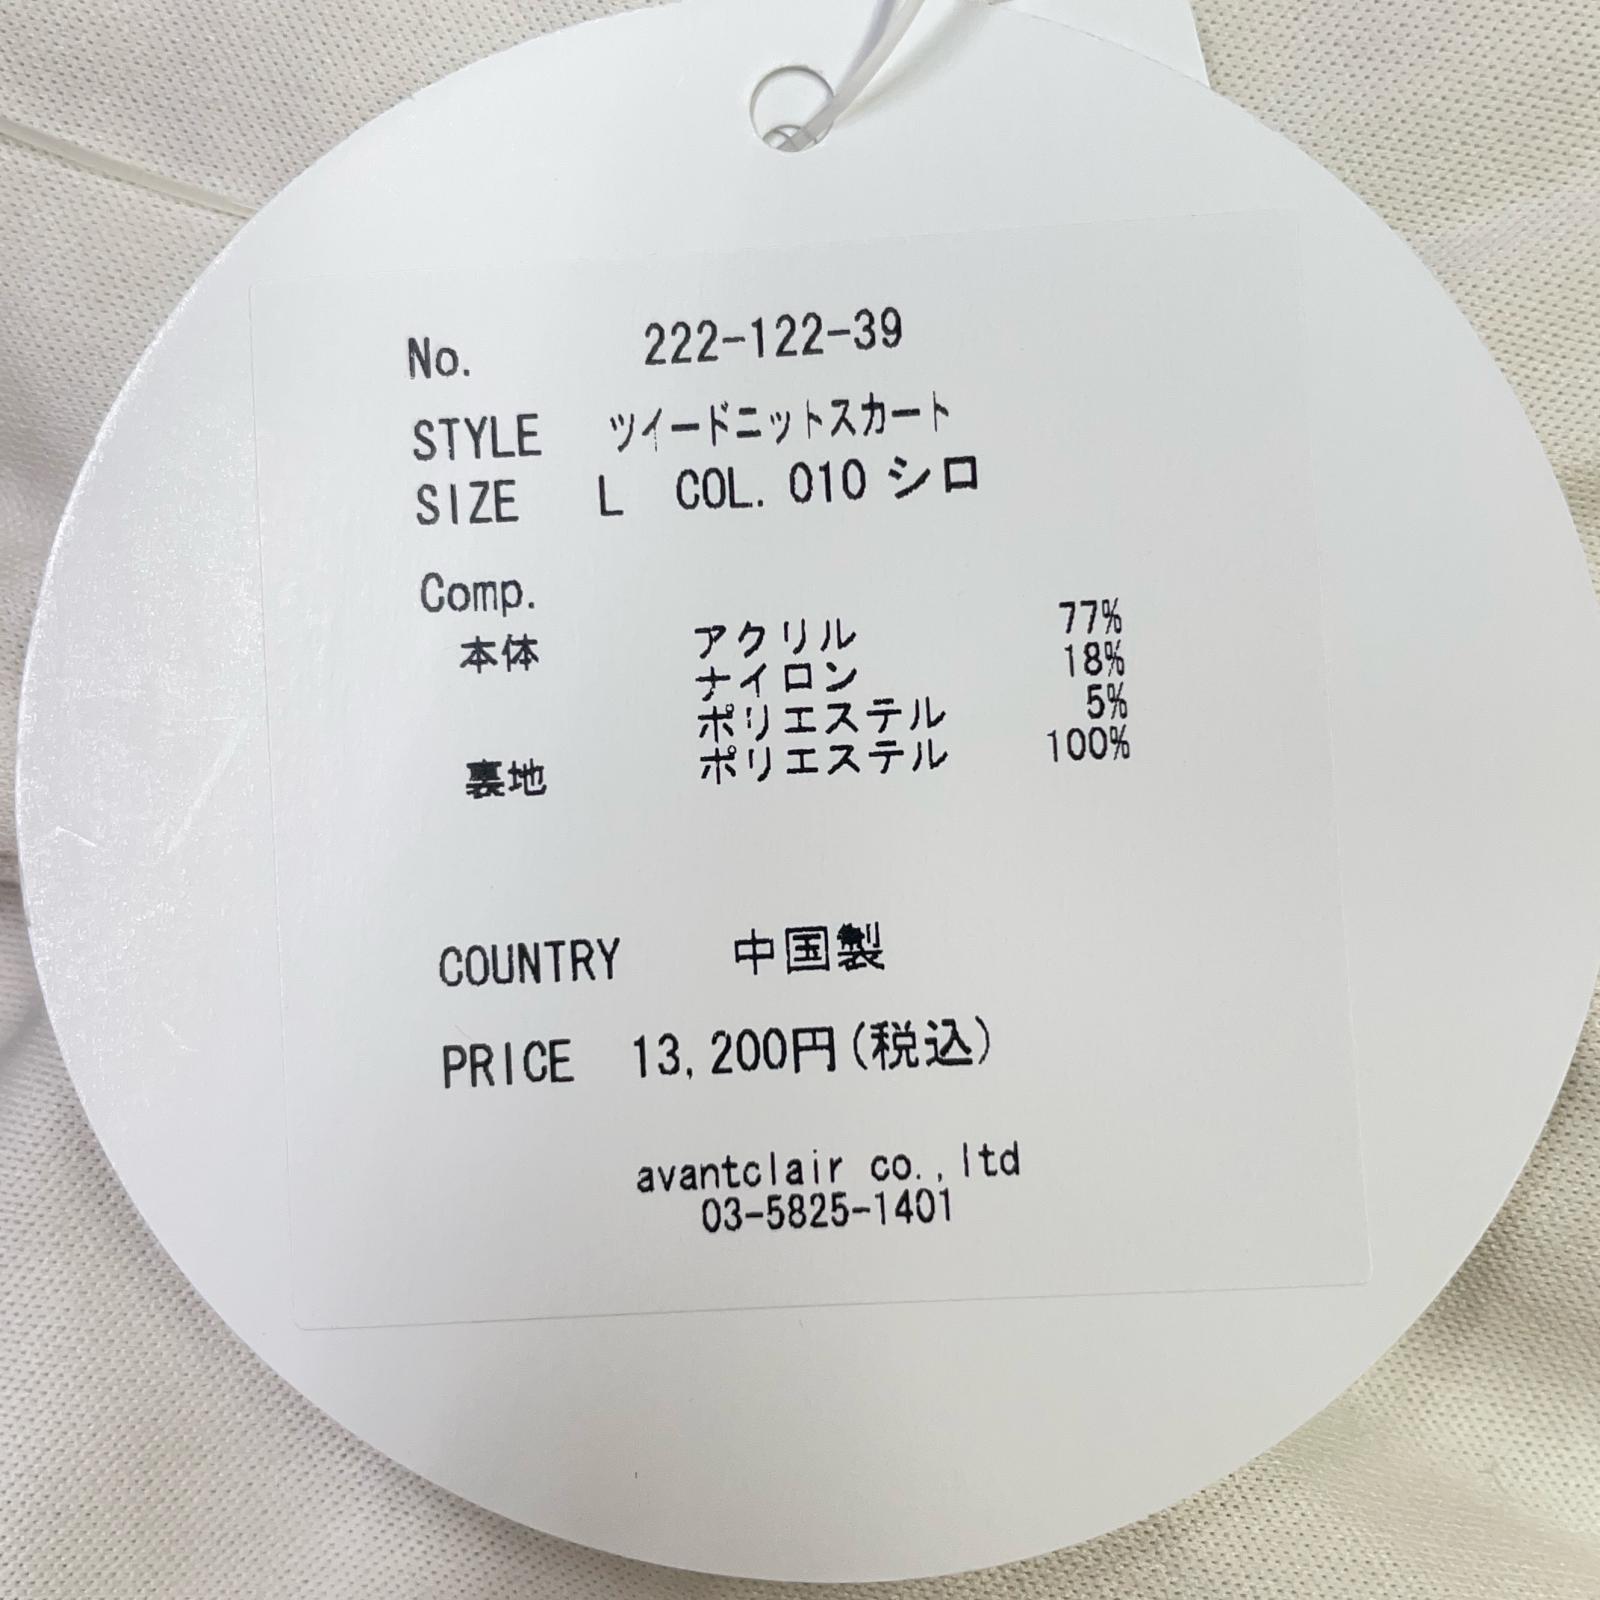 No. 222-122-39
STYLE ツイードニットスカート
SIZE L COL. 010 シロ
Comp.
本体 アクリル 77%
ナイロン 18%
ポリエステル 5%
裏地 ポリエステル 100%
COUNTRY 中国製
PRICE 13,200円(税込)
avantclair co.,ltd
03-5825-1401